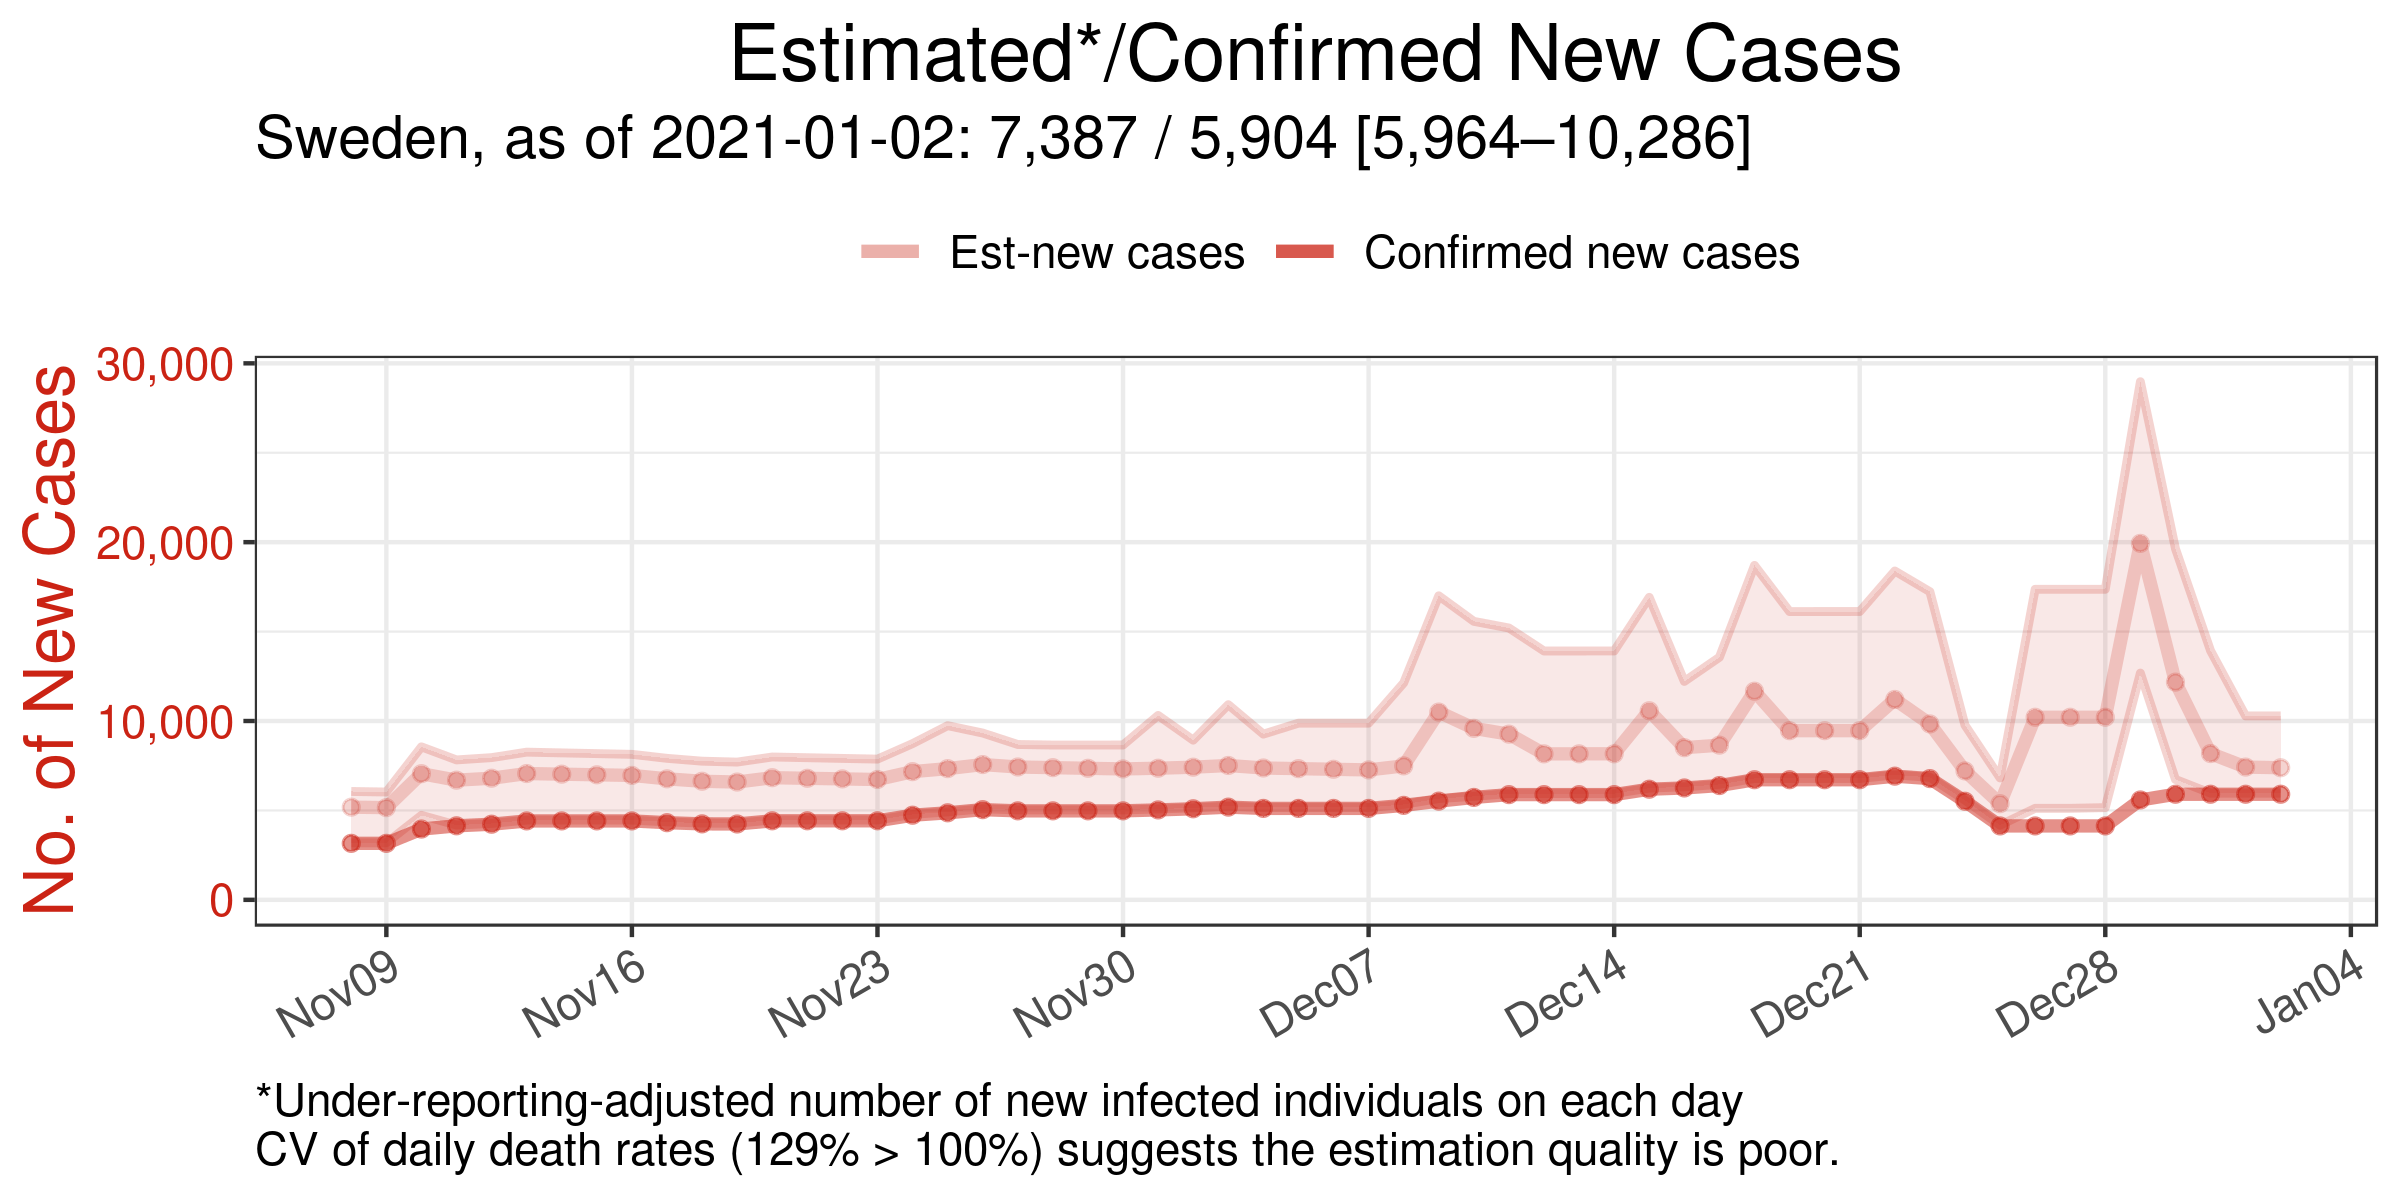 Estimated*/Confirmed New Cases
Sweden, as of 2021-01-02: 7,387 / 5,904 [5,964–10,286]
Est-new cases Confirmed new cases
No. of New Cases
30,000
20,000
10,000
0
Nov09 Nov16 Nov23 Nov30 Dec07 Dec14 Dec21 Dec28 Jan04
*Under-reporting-adjusted number of new infected individuals on each day
CV of daily death rates (129% > 100%) suggests the estimation quality is poor.